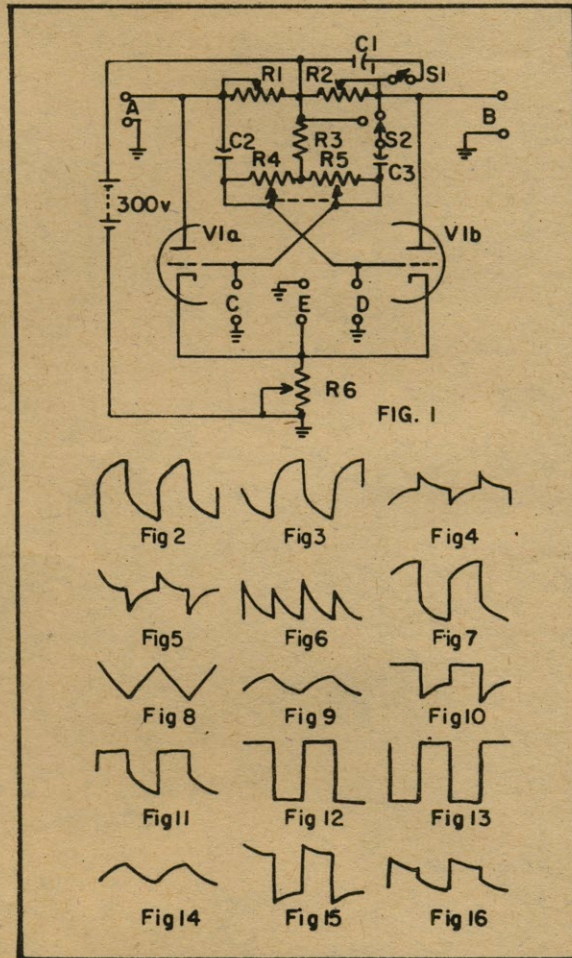 C1
R1 R2 S1
A B
C2 R3 S2
R4 R5 C3
300v
V1a V1b
C E D
R6
FIG. 1
Fig 2 Fig 3 Fig 4
Fig 5 Fig 6 Fig 7
Fig 8 Fig 9 Fig 10
Fig 11 Fig 12 Fig 13
Fig 14 Fig 15 Fig 16